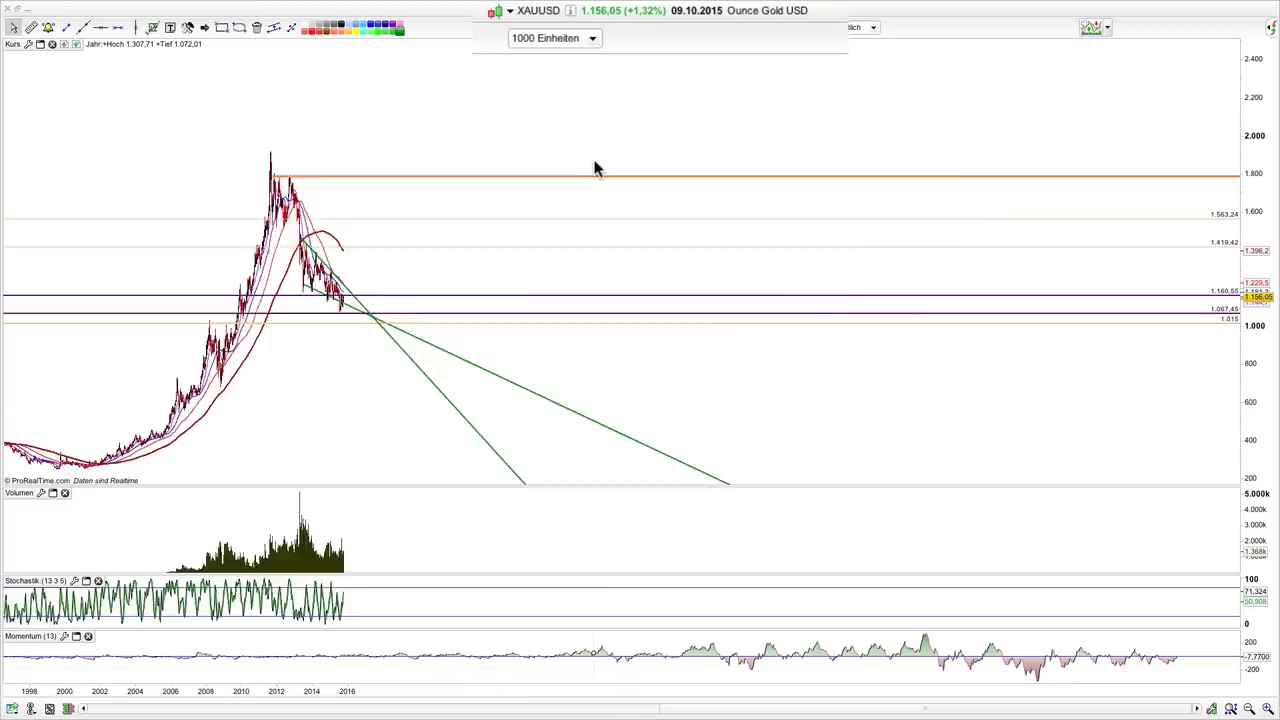 XAUUSD 1.156,05 (+1,32%) 09.10.2015 Ounce Gold USD
1000 Einheiten
lich
Kurs
Jahr:+Hoch 1.307,71 +Tief 1.072,01
2.400
2.200
2.000
1.800
1.600
1.563,24
1.419,42
1.396,2
1.229,5
1.160,55
1.156,05
1.067,45
1.015
1.000
800
600
400
200
© ProRealTime.com Daten sind Realtime
Volumen
5.000k
4.000k
3.000k
2.000k
1.368k
Stochastik (13 3 5)
100
71,324
50,908
0
Momentum (13)
200
-7,7700
-200
1998 2000 2002 2004 2006 2008 2010 2012 2014 2016